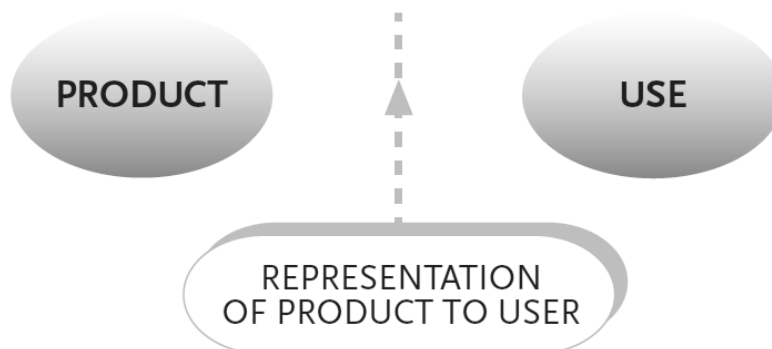 PRODUCT
USE
REPRESENTATION
OF PRODUCT TO USER